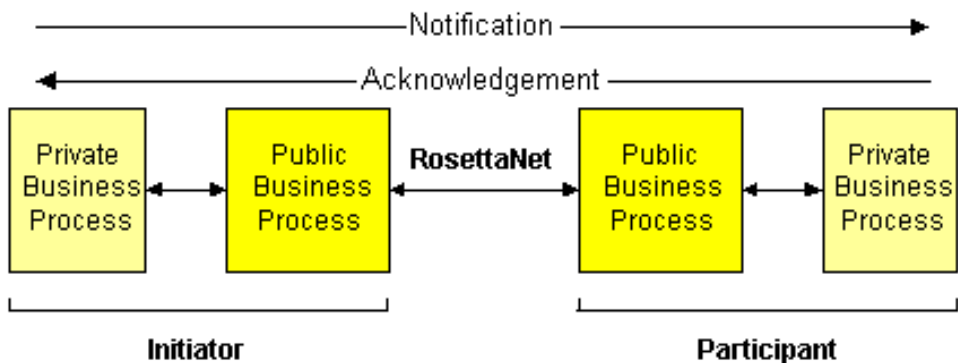 Notification
Acknowledgement
Private
Business
Process
Public
Business
Process
RosettaNet
Public
Business
Process
Private
Business
Process
Initiator
Participant